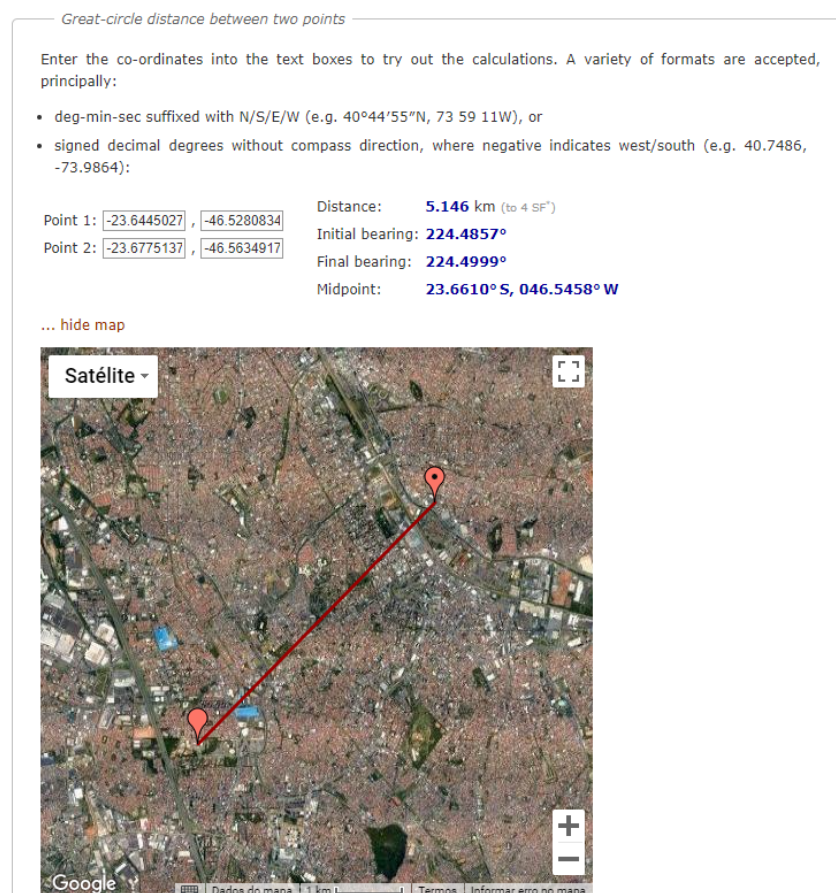 Great-circle distance between two points
Enter the co-ordinates into the text boxes to try out the calculations. A variety of formats are accepted,
principally:
• deg-min-sec suffixed with N/S/E/W (e.g. 40°44′55″N, 73 59 11W), or
• signed decimal degrees without compass direction, where negative indicates west/south (e.g. 40.7486,
-73.9864):
Point 1: -23.6445027 , -46.5280834
Point 2: -23.6775137 , -46.5634917
Distance: 5.146 km (to 4 SF*)
Initial bearing: 224.4857°
Final bearing: 224.4999°
Midpoint: 23.6610° S, 046.5458° W
... hide map
Satélite
Google
Dados do mapa 1 km Termos Informar erro no mapa